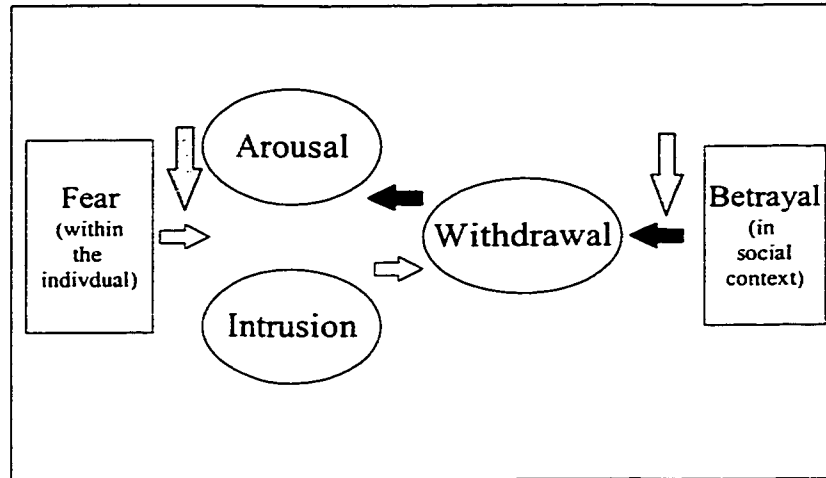 Arousal
Fear
(within
the
indivdual)
Withdrawal
Betrayal
(in
social
context)
Intrusion